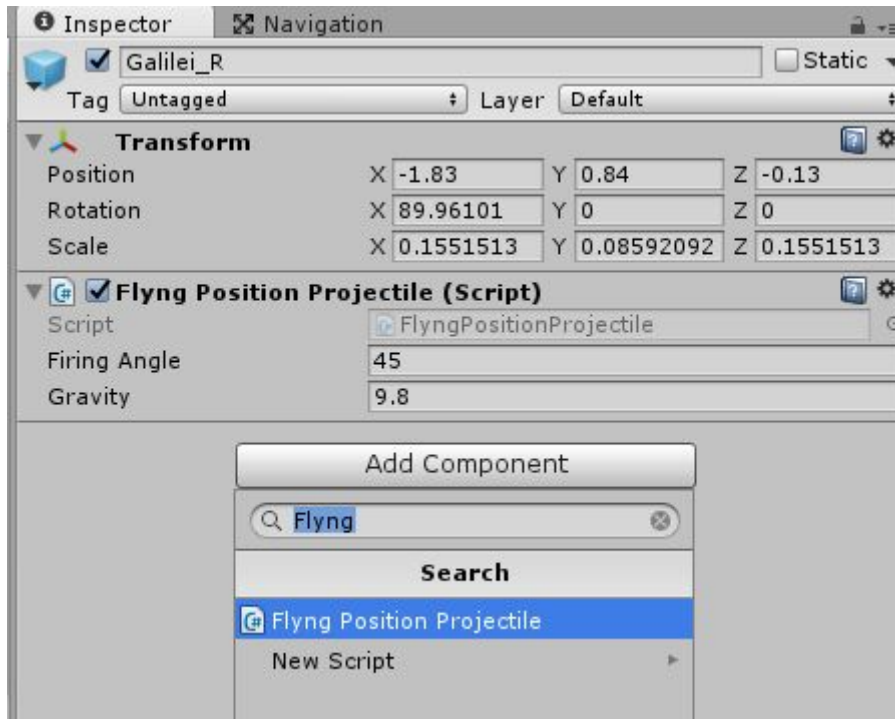 Inspector Navigation
Galilei_R Static
Tag Untagged Layer Default
Transform
Position X -1.83 Y 0.84 Z -0.13
Rotation X 89.96101 Y 0 Z 0
Scale X 0.1551513 Y 0.08592092 Z 0.1551513
Flyng Position Projectile (Script)
Script FlyngPositionProjectile
Firing Angle 45
Gravity 9.8
Add Component
Flyng
Search
Flyng Position Projectile
New Script